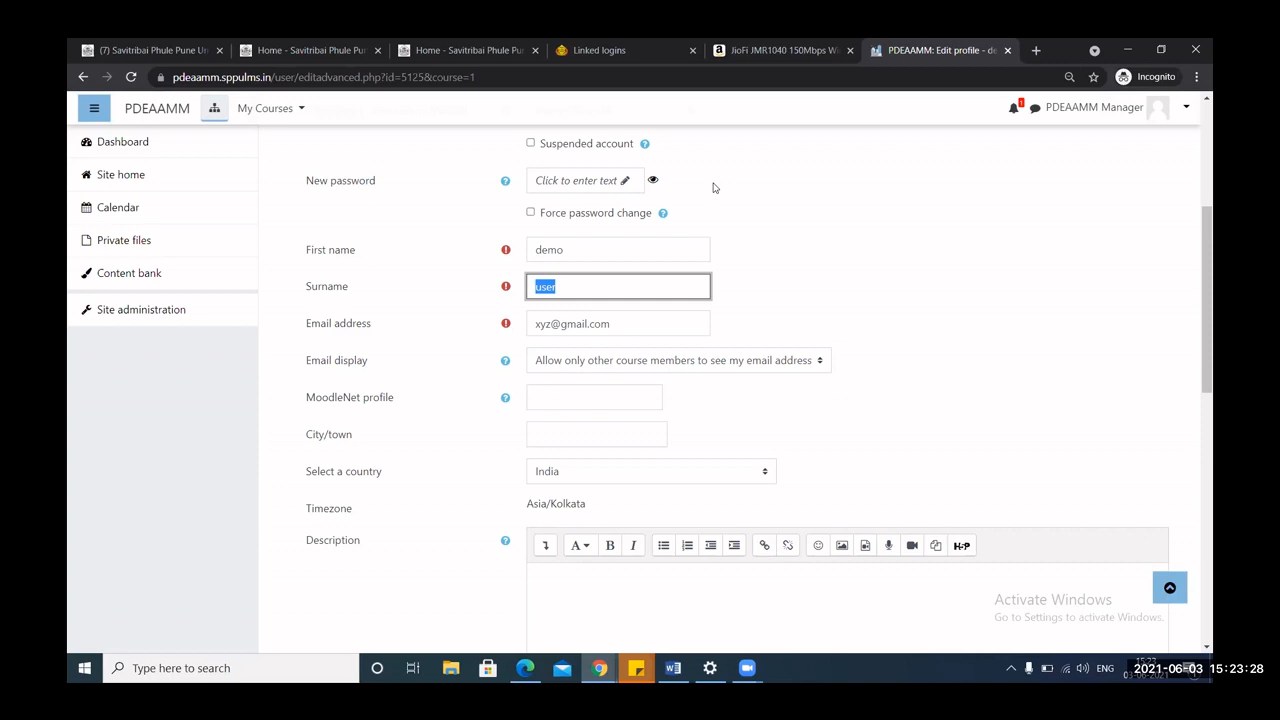 (7) Savitribai Phule Pune Un
Home - Savitribai Phule Pu
Home - Savitribai Phule Pu
Linked logins
JioFi JMR1040 150Mbps Wi
PDEAAMM: Edit profile - de
pdeaamm.sppulms.in/user/editadvanced.php?id=5125&course=1
Incognito
PDEAAMM
My Courses
1
PDEAAMM Manager
Dashboard
Site home
Calendar
Private files
Content bank
Site administration
Suspended account
New password
Click to enter text
Force password change
First name
demo
Surname
user
Email address
xyz@gmail.com
Email display
Allow only other course members to see my email address
MoodleNet profile
City/town
Select a country
India
Timezone
Asia/Kolkata
Description
A
B
I
H-P
Activate Windows
Go to Settings to activate Windows.
Type here to search
ENG
2021-06-03 15:23:28